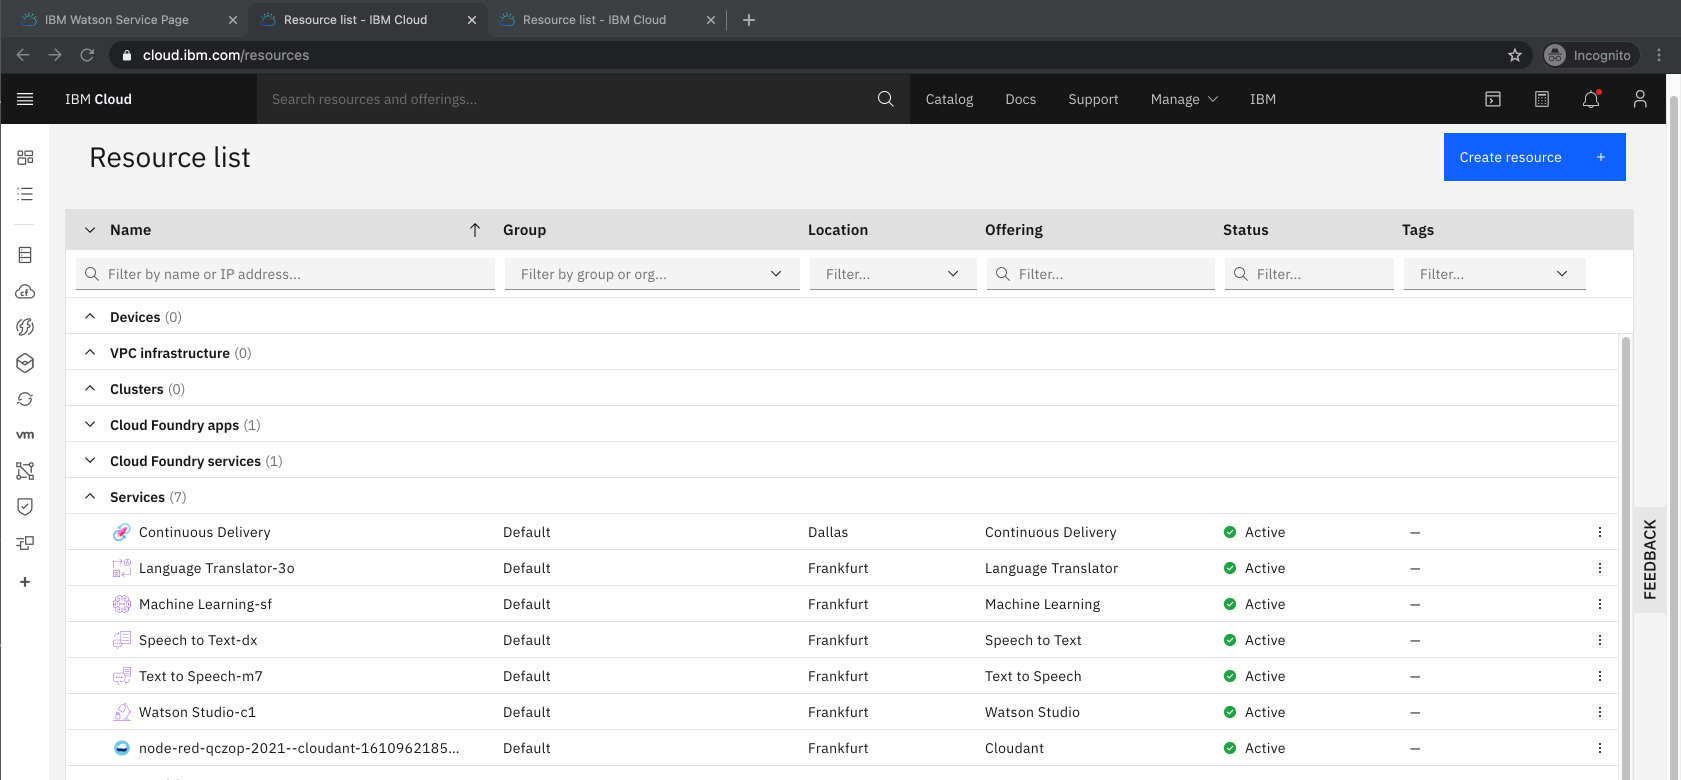 IBM Watson Service Page
Resource list - IBM Cloud
Resource list - IBM Cloud
cloud.ibm.com/resources
Incognito
IBM Cloud
Search resources and offerings...
Catalog
Docs
Support
Manage
IBM
Resource list
Create resource +
Name
Group
Location
Offering
Status
Tags
Filter by name or IP address...
Filter by group or org...
Filter...
Filter...
Filter...
Filter...
Devices (0)
VPC infrastructure (0)
Clusters (0)
Cloud Foundry apps (1)
Cloud Foundry services (1)
Services (7)
Continuous Delivery Default Dallas Continuous Delivery Active –
Language Translator-3o Default Frankfurt Language Translator Active –
Machine Learning-sf Default Frankfurt Machine Learning Active –
Speech to Text-dx Default Frankfurt Speech to Text Active –
Text to Speech-m7 Default Frankfurt Text to Speech Active –
Watson Studio-c1 Default Frankfurt Watson Studio Active –
node-red-qczop-2021--cloudant-1610962185... Default Frankfurt Cloudant Active –
cf
vm
FEEDBACK